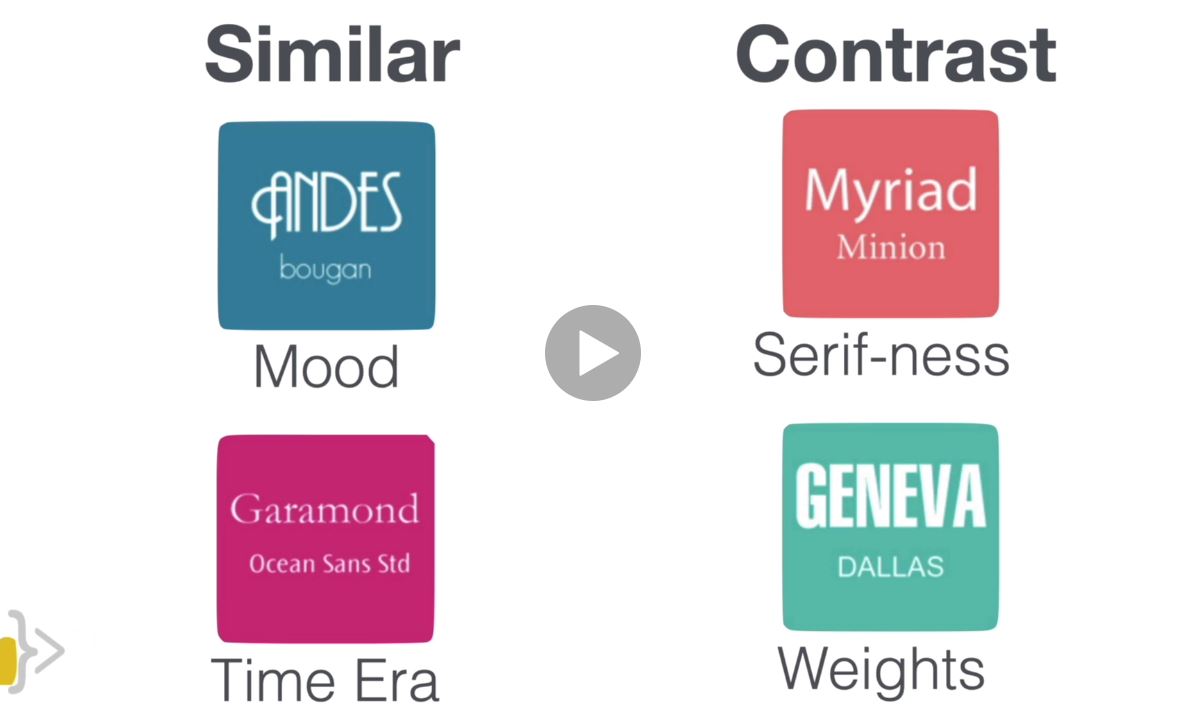 Similar
Contrast
ANDES
bougan
Mood
Myriad
Minion
Serif-ness
Garamond
Ocean Sans Std
Time Era
GENEVA
DALLAS
Weights